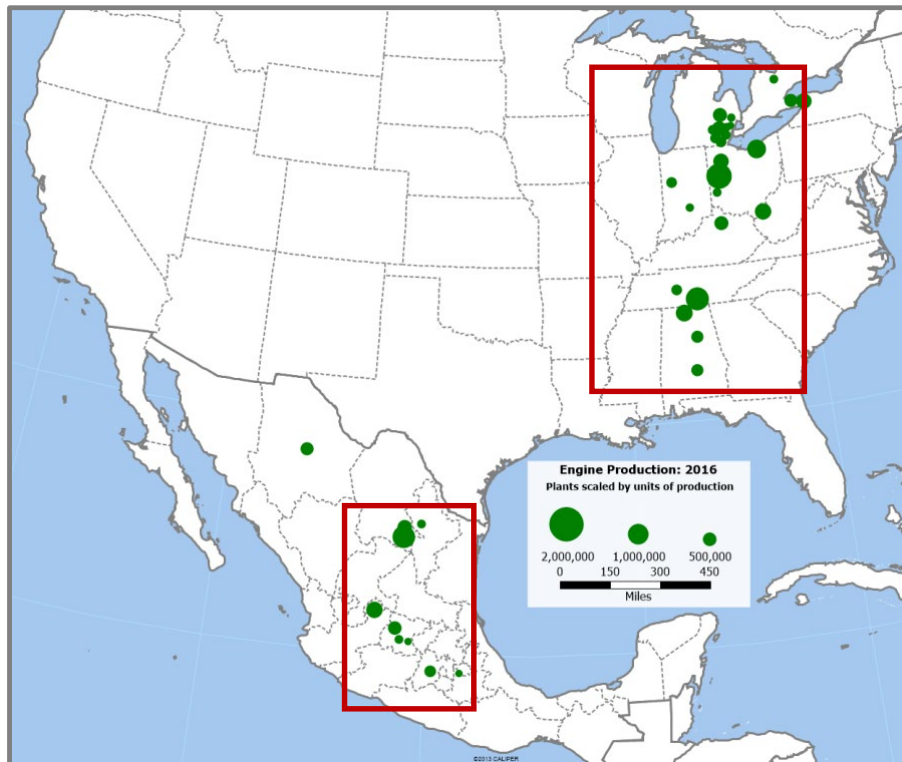 Engine Production: 2016
Plants scaled by units of production
2,000,000 1,000,000 500,000
0 150 300 450
Miles
©2013 CALIPER